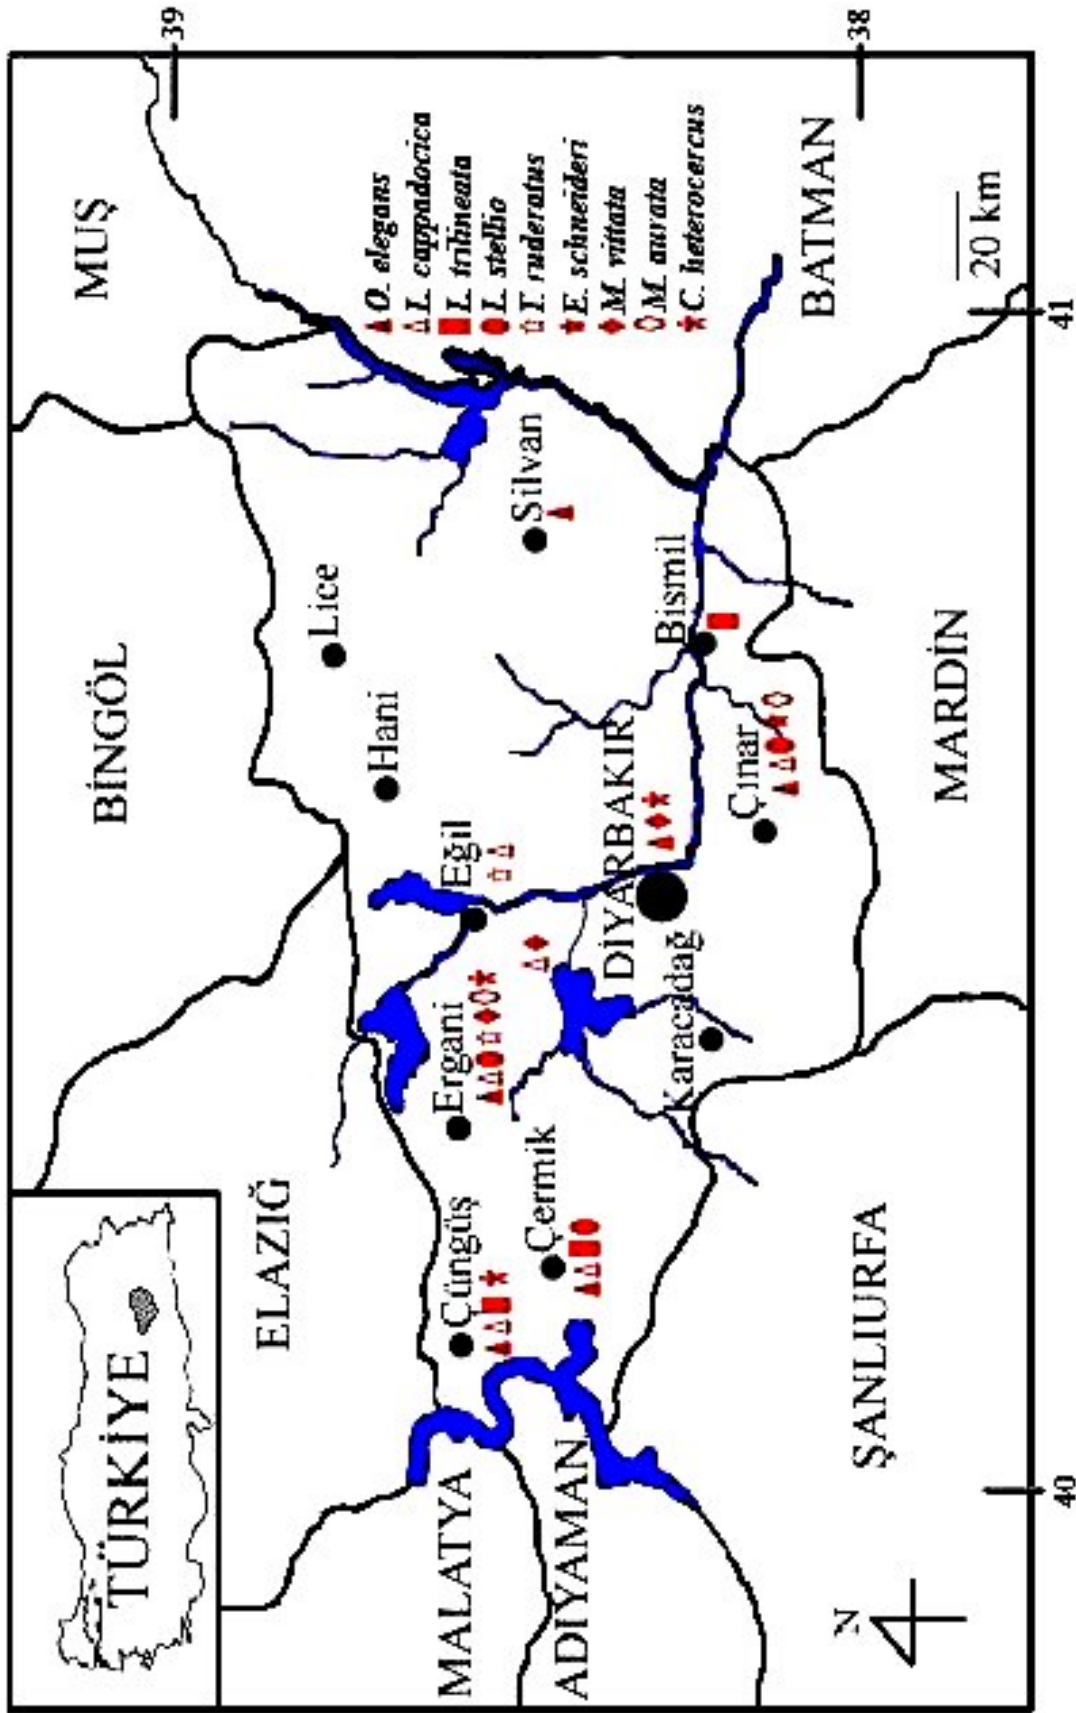 TÜRKİYE
BİNGÖL
MUŞ
39
ELAZIĞ
Lice
Hani
O. elegans
L. cappadocica
L. trilineata
L. stellio
T. ruderatus
E. schneideri
M. vittata
M. aurata
C. heterocercus
Çüngüş
Ergani
Eğil
Silvan
MALATYA
Çermik
ADIYAMAN
DİYARBAKIR
Bismil
Karacadağ
Çınar
BATMAN
38
ŞANLIURFA
MARDİN
N
20 km
40
41